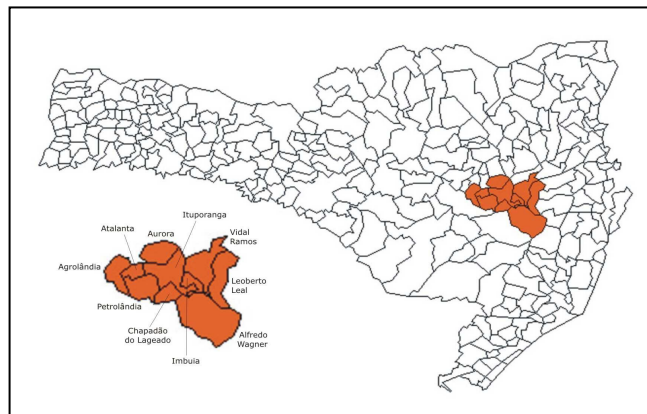 Ituporanga
Atalanta
Aurora
Vidal
Ramos
Agrolândia
Leoberto
Leal
Petrolândia
Chapadão
do Lageado
Alfredo
Wagner
Imbuia